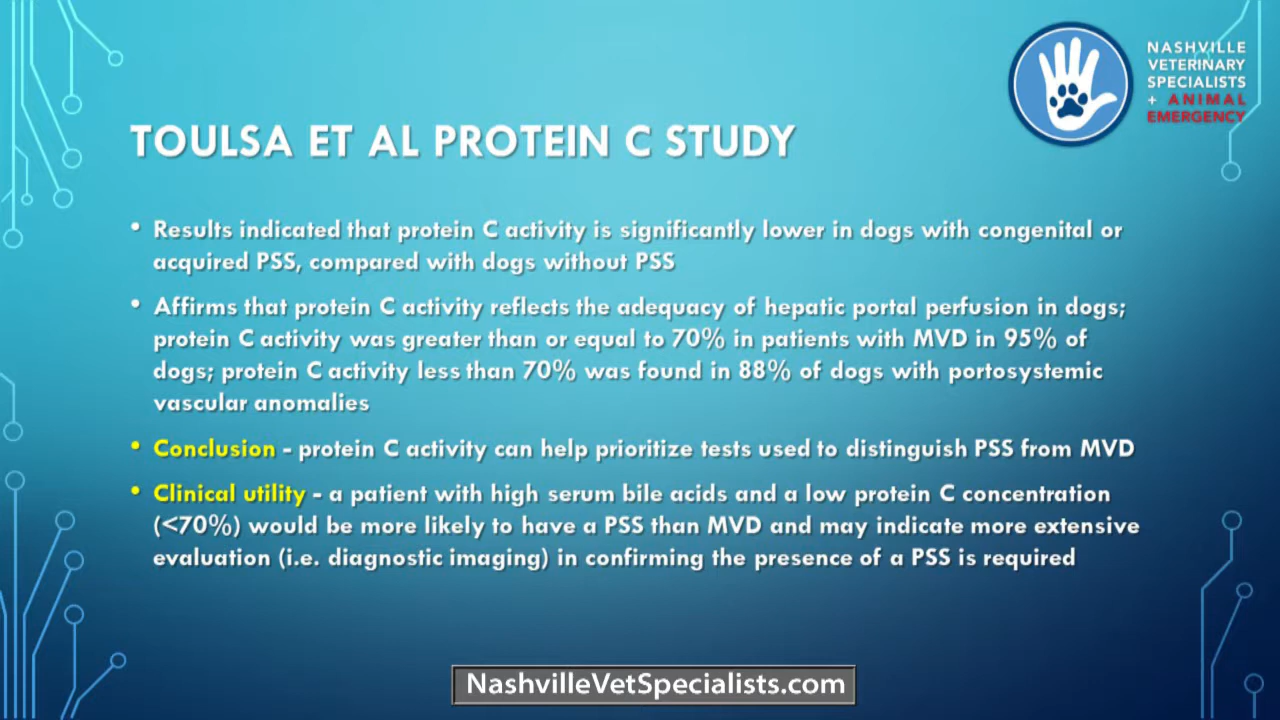 NASHVILLE
VETERINARY
SPECIALISTS
+ ANIMAL
EMERGENCY
TOULSA ET AL PROTEIN C STUDY
• Results indicated that protein C activity is significantly lower in dogs with congenital or
acquired PSS, compared with dogs without PSS
• Affirms that protein C activity reflects the adequacy of hepatic portal perfusion in dogs;
protein C activity was greater than or equal to 70% in patients with MVD in 95% of
dogs; protein C activity less than 70% was found in 88% of dogs with portosystemic
vascular anomalies
• Conclusion - protein C activity can help prioritize tests used to distinguish PSS from MVD
• Clinical utility - a patient with high serum bile acids and a low protein C concentration
(<70%) would be more likely to have a PSS than MVD and may indicate more extensive
evaluation (i.e. diagnostic imaging) in confirming the presence of a PSS is required
NashvilleVetSpecialists.com